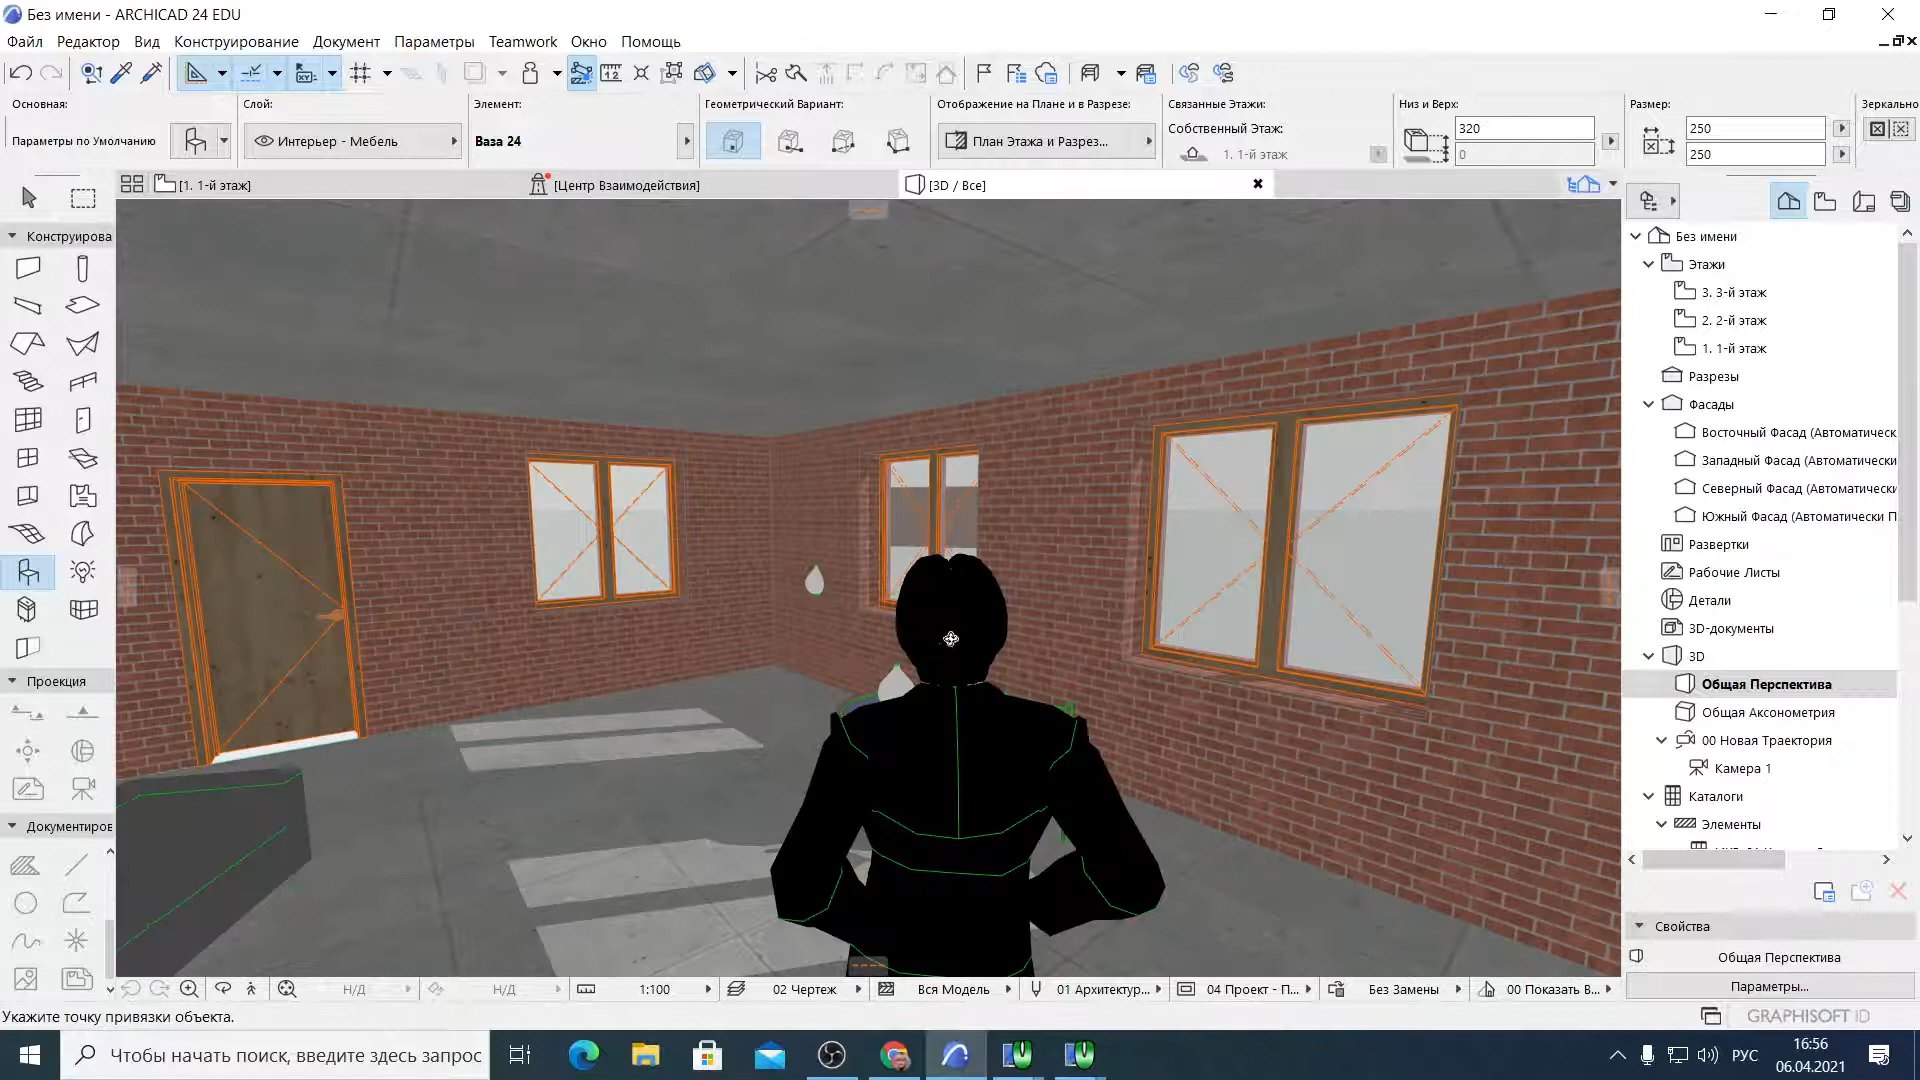 Без имени - ARCHICAD 24 EDU
Файл Редактор Вид Конструирование Документ Параметры Teamwork Окно Помощь
Основная: Слой: Элемент: Геометрический Вариант: Отображение на Плане и в Разрезе: Связанные Этажи: Низ и Верх: Размер: Зеркально
Параметры по Умолчанию Интерьер - Мебель Ваза 24 План Этажа и Разрез... Собственный Этаж: 320 250
1. 1-й этаж 0 250
[1. 1-й этаж] [Центр Взаимодействия] [3D / Все]
Конструирова
Проекция
Документиров
Без имени
Этажи
3. 3-й этаж
2. 2-й этаж
1. 1-й этаж
Разрезы
Фасады
Восточный Фасад (Автоматическ
Западный Фасад (Автоматически
Северный Фасад (Автоматическ
Южный Фасад (Автоматически П
Развертки
Рабочие Листы
Детали
3D-документы
3D
Общая Перспектива
Общая Аксонометрия
00 Новая Траектория
Камера 1
Каталоги
Элементы
Свойства
Общая Перспектива
Параметры...
Н/Д Н/Д 1:100 02 Чертеж Вся Модель 01 Архитектур... 04 Проект - П... Без Замены 00 Показать В...
Укажите точку привязки объекта.
GRAPHISOFT ID
Чтобы начать поиск, введите здесь запрос
РУС
16:56
06.04.2021